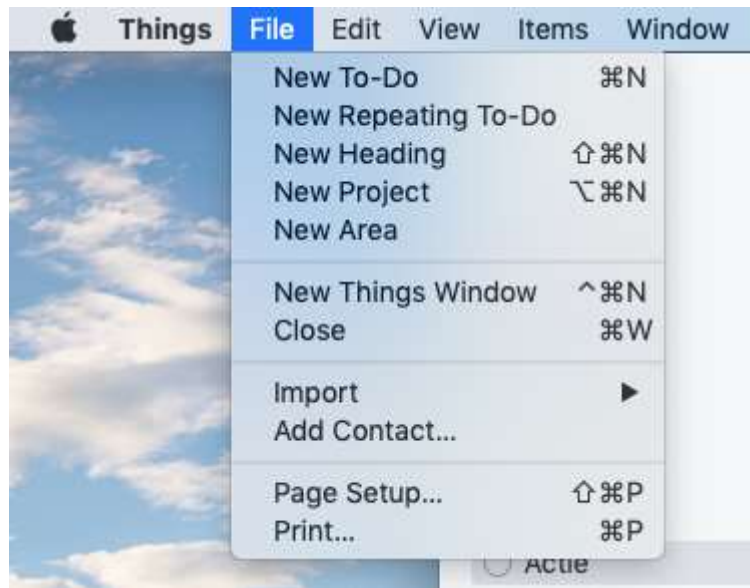 Things File Edit View Items Window
New To-Do ⌘N
New Repeating To-Do
New Heading ⇧⌘N
New Project ⌥⌘N
New Area
New Things Window ^⌘N
Close ⌘W
Import ▶
Add Contact...
Page Setup... ⇧⌘P
Print... ⌘P
Actie